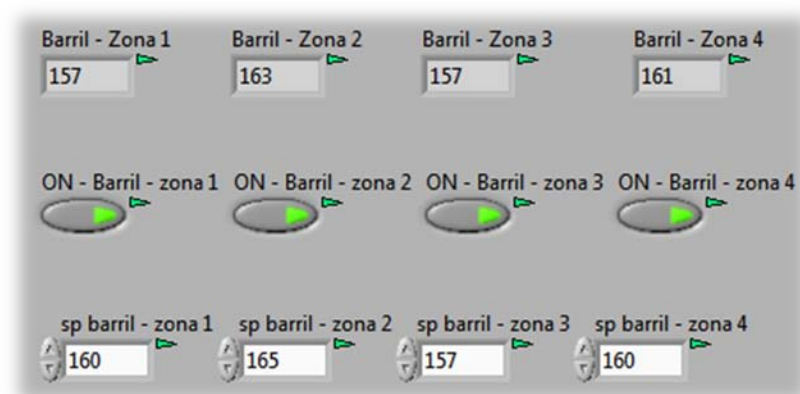 Barril - Zona 1 Barril - Zona 2 Barril - Zona 3 Barril - Zona 4
157 163 157 161
ON - Barril - zona 1 ON - Barril - zona 2 ON - Barril - zona 3 ON - Barril - zona 4
sp barril - zona 1 sp barril - zona 2 sp barril - zona 3 sp barril - zona 4
160 165 157 160